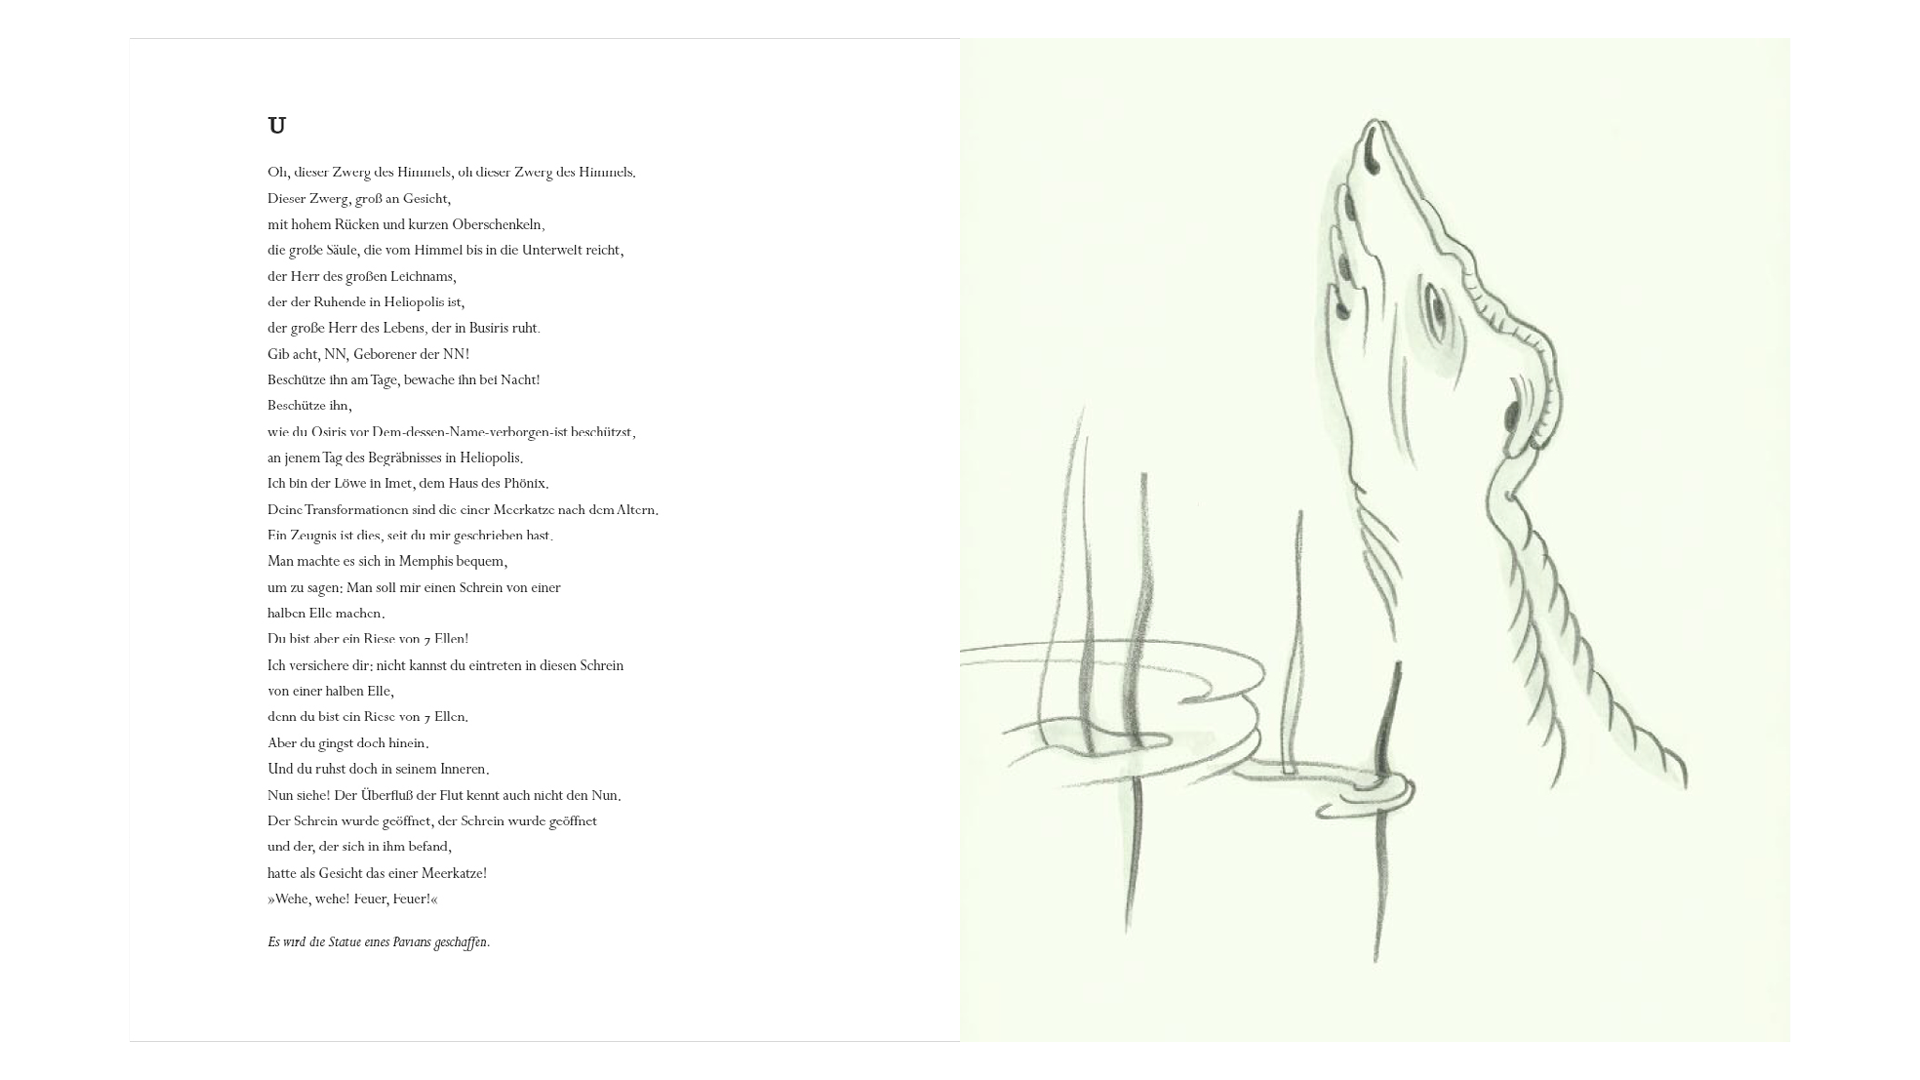 U
Oh, dieser Zwerg des Himmels, oh dieser Zwerg des Himmels.
Dieser Zwerg, groß an Gesicht,
mit hohem Rücken und kurzen Oberschenkeln,
die große Säule, die vom Himmel bis in die Unterwelt reicht,
der Herr des großen Leichnams,
der der Ruhende in Heliopolis ist,
der große Herr des Lebens, der in Busiris ruht.
Gib acht, NN, Geborener der NN!
Beschütze ihn am Tage, bewache ihn bei Nacht!
Beschütze ihn,
wie du Osiris vor Dem-dessen-Name-verborgen-ist beschützst,
an jenem Tag des Begräbnisses in Heliopolis.
Ich bin der Löwe in Imet, dem Haus des Phönix.
Deine Transformationen sind die einer Meerkatze nach dem Altern.
Ein Zeugnis ist dies, seit du mir geschrieben hast.
Man machte es sich in Memphis bequem,
um zu sagen: Man soll mir einen Schrein von einer
halben Elle machen.
Du bist aber ein Riese von 7 Ellen!
Ich versichere dir: nicht kannst du eintreten in diesen Schrein
von einer halben Elle,
denn du bist ein Riese von 7 Ellen.
Aber du gingst doch hinein.
Und du ruhst doch in seinem Inneren.
Nun siehe! Der Überfluß der Flut kennt auch nicht den Nun.
Der Schrein wurde geöffnet, der Schrein wurde geöffnet
und der, der sich in ihm befand,
hatte als Gesicht das einer Meerkatze!
»Wehe, wehe! Feuer, Feuer!«
Es wird die Statue eines Pavians geschaffen.